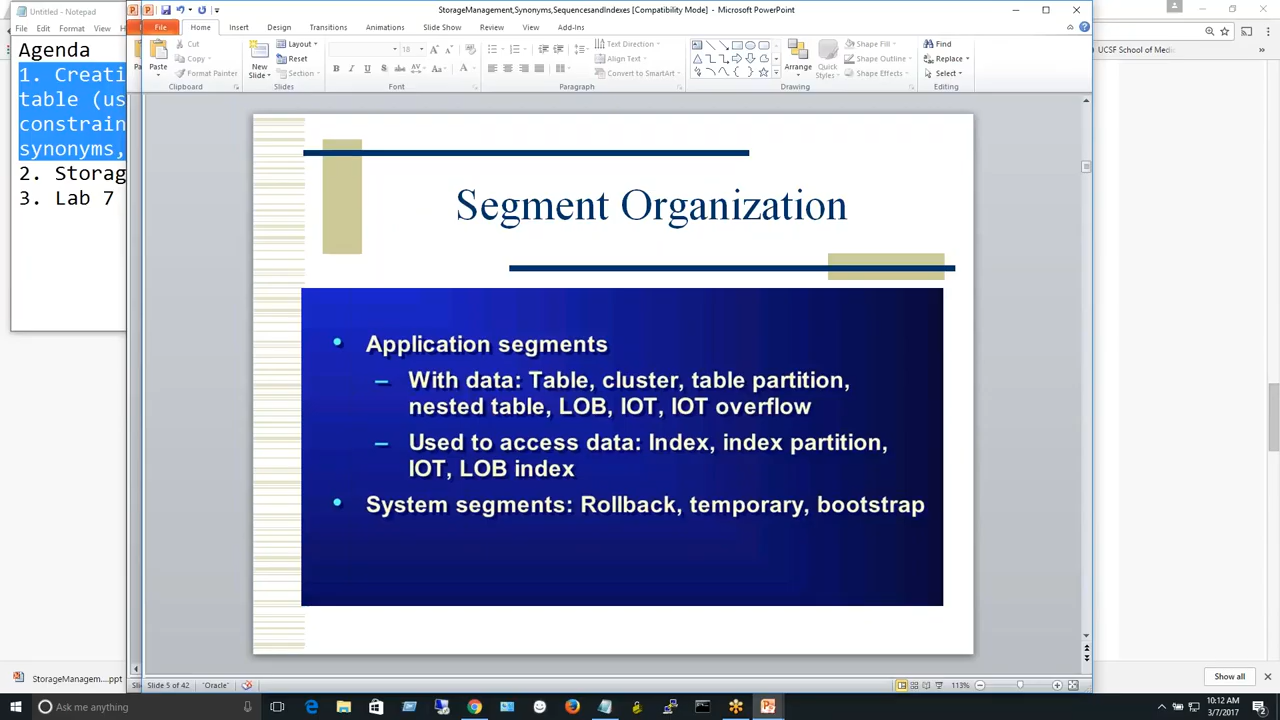 Untitled - Notepad
File Edit Format View
Agenda
1. Creati
table (us
constrain
synonyms,
2. Storag
3. Lab 7
StorageManagement,Synonyms,SequencesandIndexes [Compatibility Mode] - Microsoft PowerPoint
File Home Insert Design Transitions Animations Slide Show Review View Add-Ins
Paste
Cut
Copy
Format Painter
Clipboard
New Slide
Layout
Reset
Section
Slides
18
Font
Paragraph
Text Direction
Align Text
Convert to SmartArt
Arrange
Quick Styles
Shape Fill
Shape Outline
Shape Effects
Drawing
Find
Replace
Select
Editing
UCSF School of Medic
Segment Organization
Application segments
– With data: Table, cluster, table partition,
nested table, LOB, IOT, IOT overflow
– Used to access data: Index, index partition,
IOT, LOB index
System segments: Rollback, temporary, bootstrap
StorageManagem....ppt
Show all
Slide 5 of 42 "Oracle" 113%
Ask me anything
10:12 AM
3/7/2017